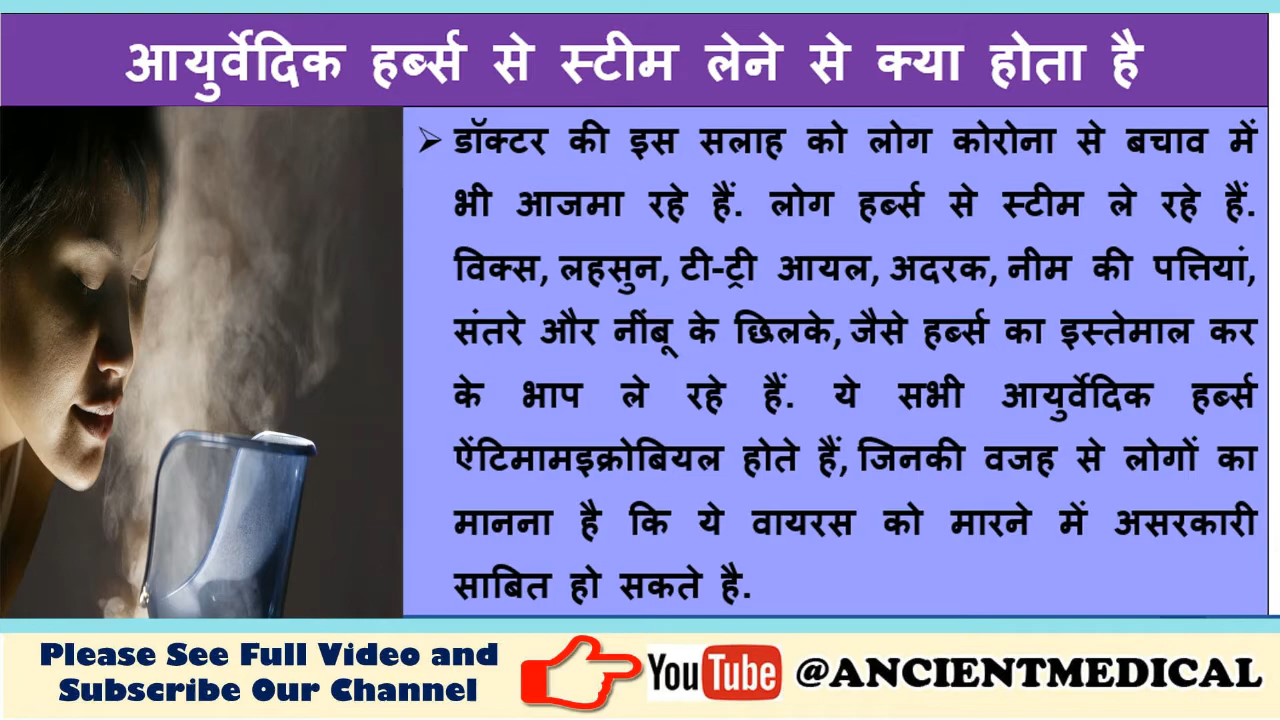 आयुर्वेदिक हर्ब्स से स्टीम लेने से क्या होता है
➢ डॉक्टर की इस सलाह को लोग कोरोना से बचाव में
भी आजमा रहे हैं. लोग हर्ब्स से स्टीम ले रहे हैं.
विक्स, लहसुन, टी-ट्री आयल, अदरक, नीम की पत्तियां,
संतरे और नींबू के छिलके, जैसे हर्ब्स का इस्तेमाल कर
के भाप ले रहे हैं. ये सभी आयुर्वेदिक हर्ब्स
ऐंटिमामइक्रोबियल होते हैं, जिनकी वजह से लोगों का
मानना है कि ये वायरस को मारने में असरकारी
साबित हो सकते है.
Please See Full Video and
Subscribe Our Channel
YouTube @ANCIENTMEDICAL